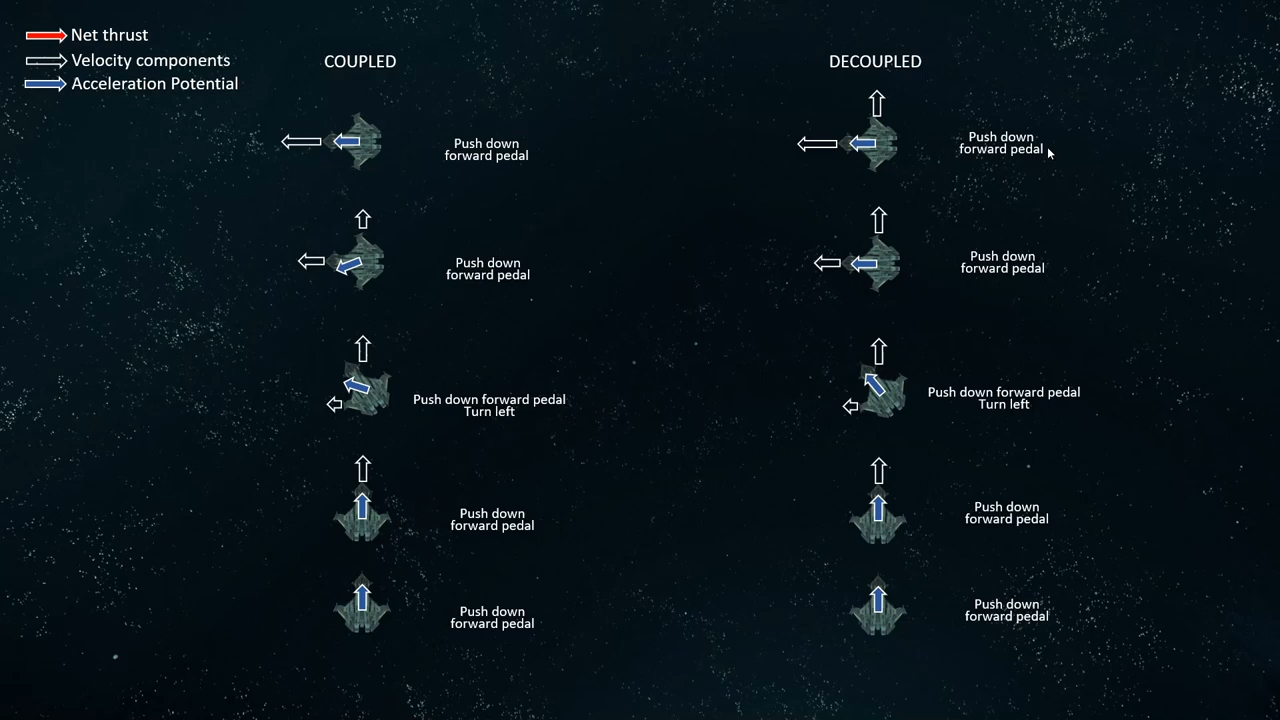 Net thrust
Velocity components
Acceleration Potential
COUPLED
DECOUPLED
Push down
forward pedal
Push down
forward pedal
Push down
forward pedal
Push down
forward pedal
Push down forward pedal
Turn left
Push down forward pedal
Turn left
Push down
forward pedal
Push down
forward pedal
Push down
forward pedal
Push down
forward pedal